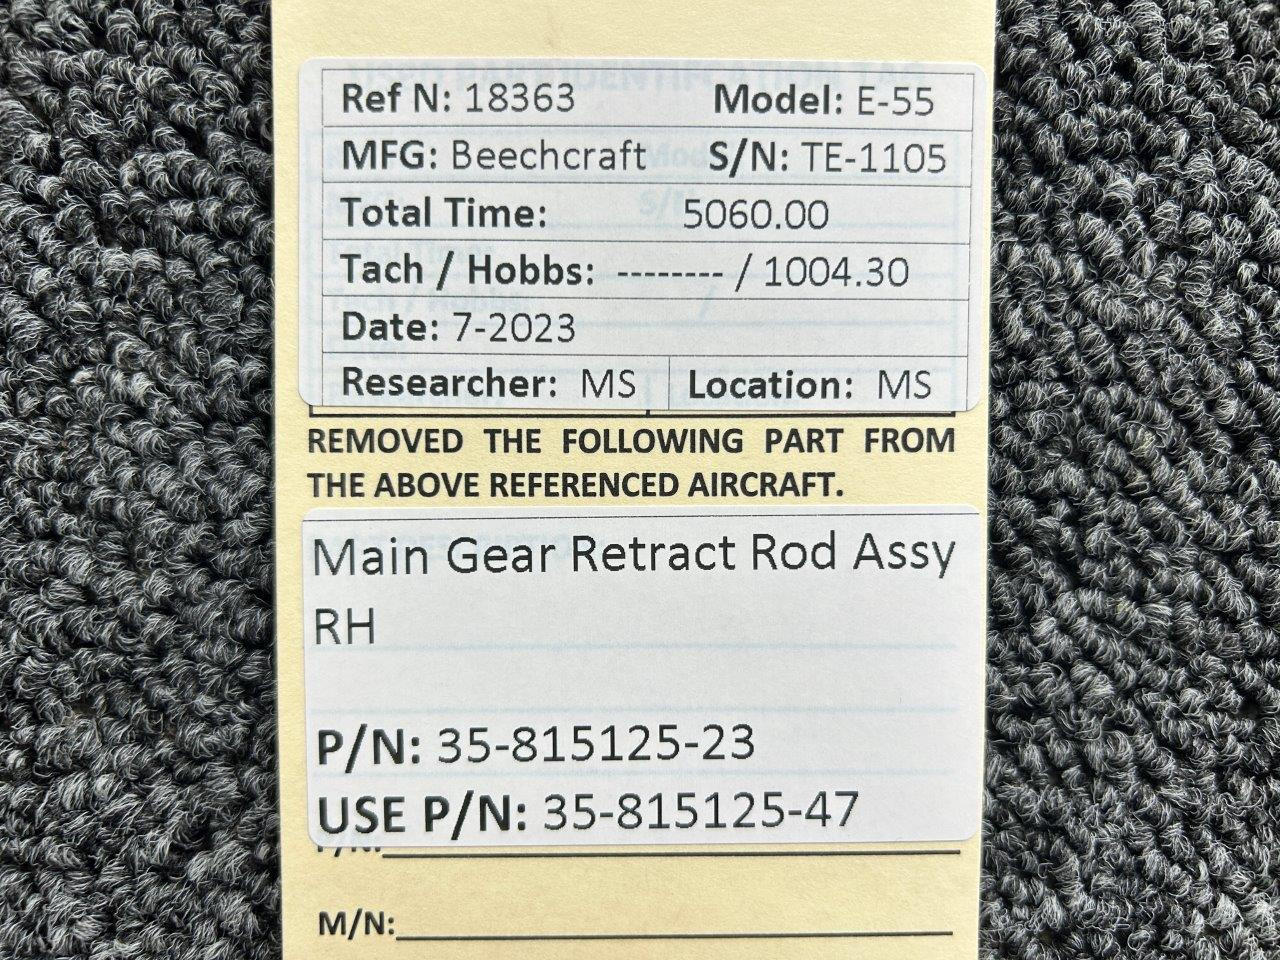 Ref N: 18363 Model: E-55
MFG: Beechcraft S/N: TE-1105
Total Time: 5060.00
Tach / Hobbs: -------- / 1004.30
Date: 7-2023
Researcher: MS Location: MS
REMOVED THE FOLLOWING PART FROM
THE ABOVE REFERENCED AIRCRAFT.
Main Gear Retract Rod Assy
RH
P/N: 35-815125-23
USE P/N: 35-815125-47
P/N:
M/N: